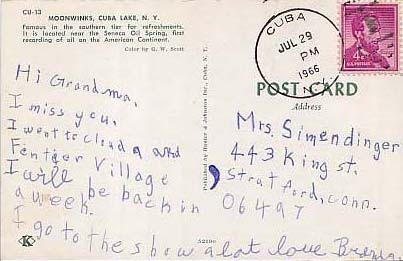 CU-13
MOONWINKS, CUBA LAKE, N. Y.
Famous in the southern tier for refreshments.
It is located near the Seneca Oil Spring, first
recording of all on the American Continent.
Color by G. W. Scott
Hi Grandma,
I miss you.
I went to cloud 9 and
Fentier Village
I will be back in
a week.
I go to the show alot love
CUBA
JUL 29
PM
1966
N.Y.
4¢
POST CARD
Address
Mrs. Simendinger
443 King st.
Stratford, conn.
06497
K